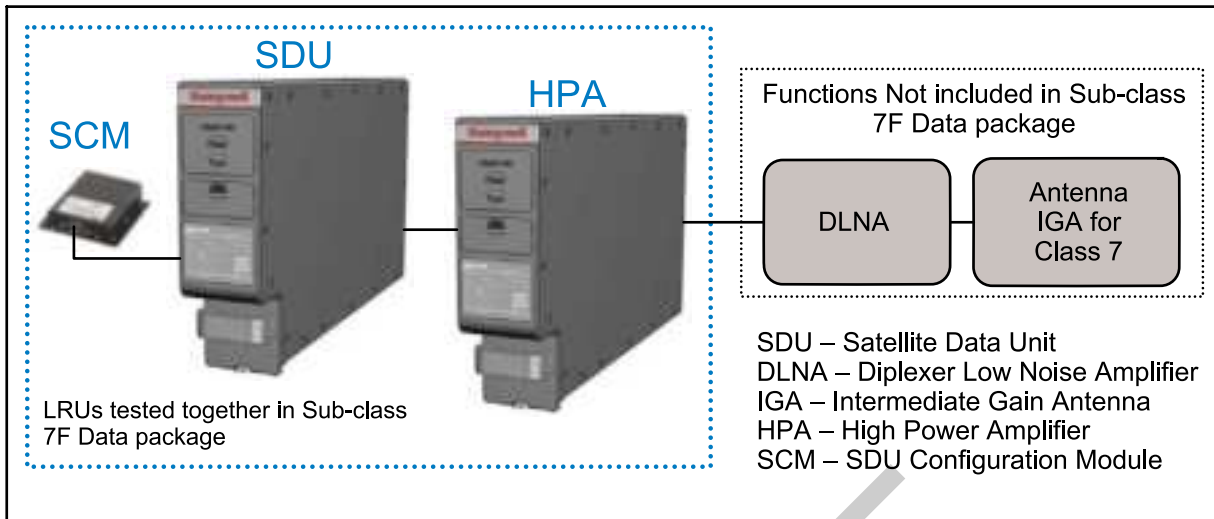 SDU
HPA
SCM
Honeywell
Honeywell
LRUs tested together in Sub-class
7F Data package
Functions Not included in Sub-class
7F Data package
DLNA
Antenna
IGA for
Class 7
SDU – Satellite Data Unit
DLNA – Diplexer Low Noise Amplifier
IGA – Intermediate Gain Antenna
HPA – High Power Amplifier
SCM – SDU Configuration Module